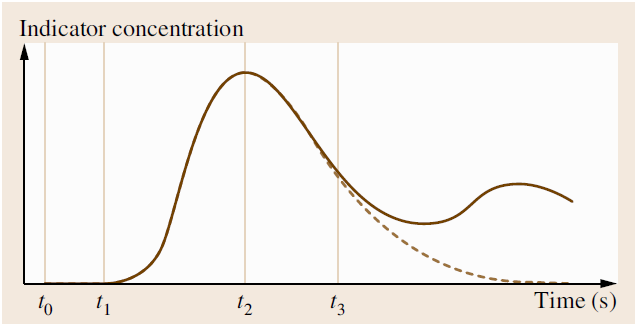 Indicator concentration
t0 t1 t2 t3 Time (s)